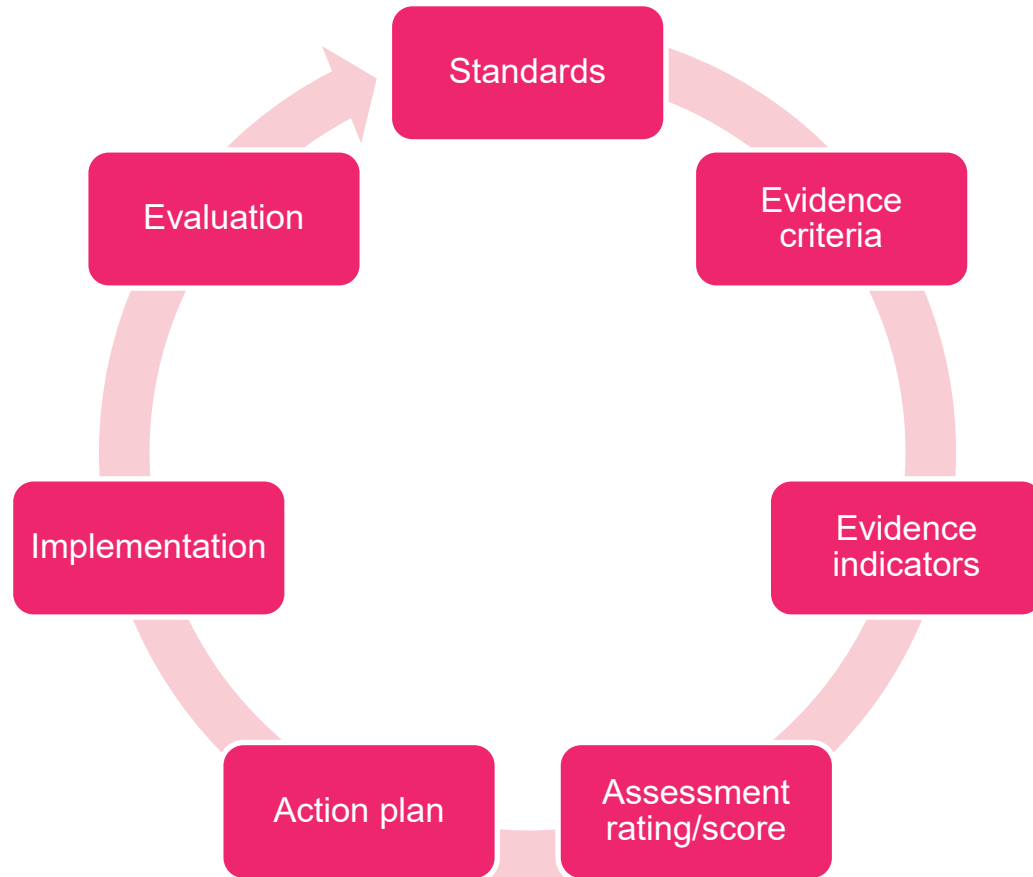 Standards
Evidence
criteria
Evidence
indicators
Assessment
rating/score
Action plan
Implementation
Evaluation